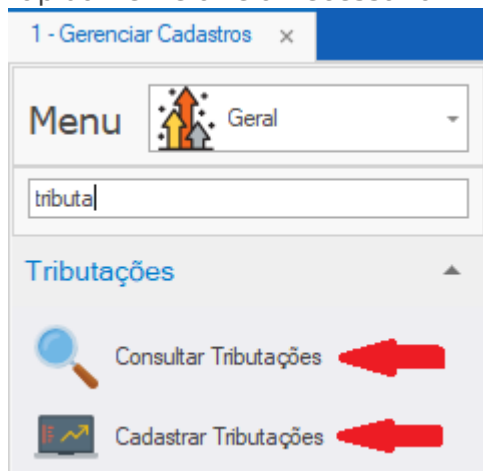 1 - Gerenciar Cadastros ×
Menu Geral
tributa
Tributações
Consultar Tributações
Cadastrar Tributações